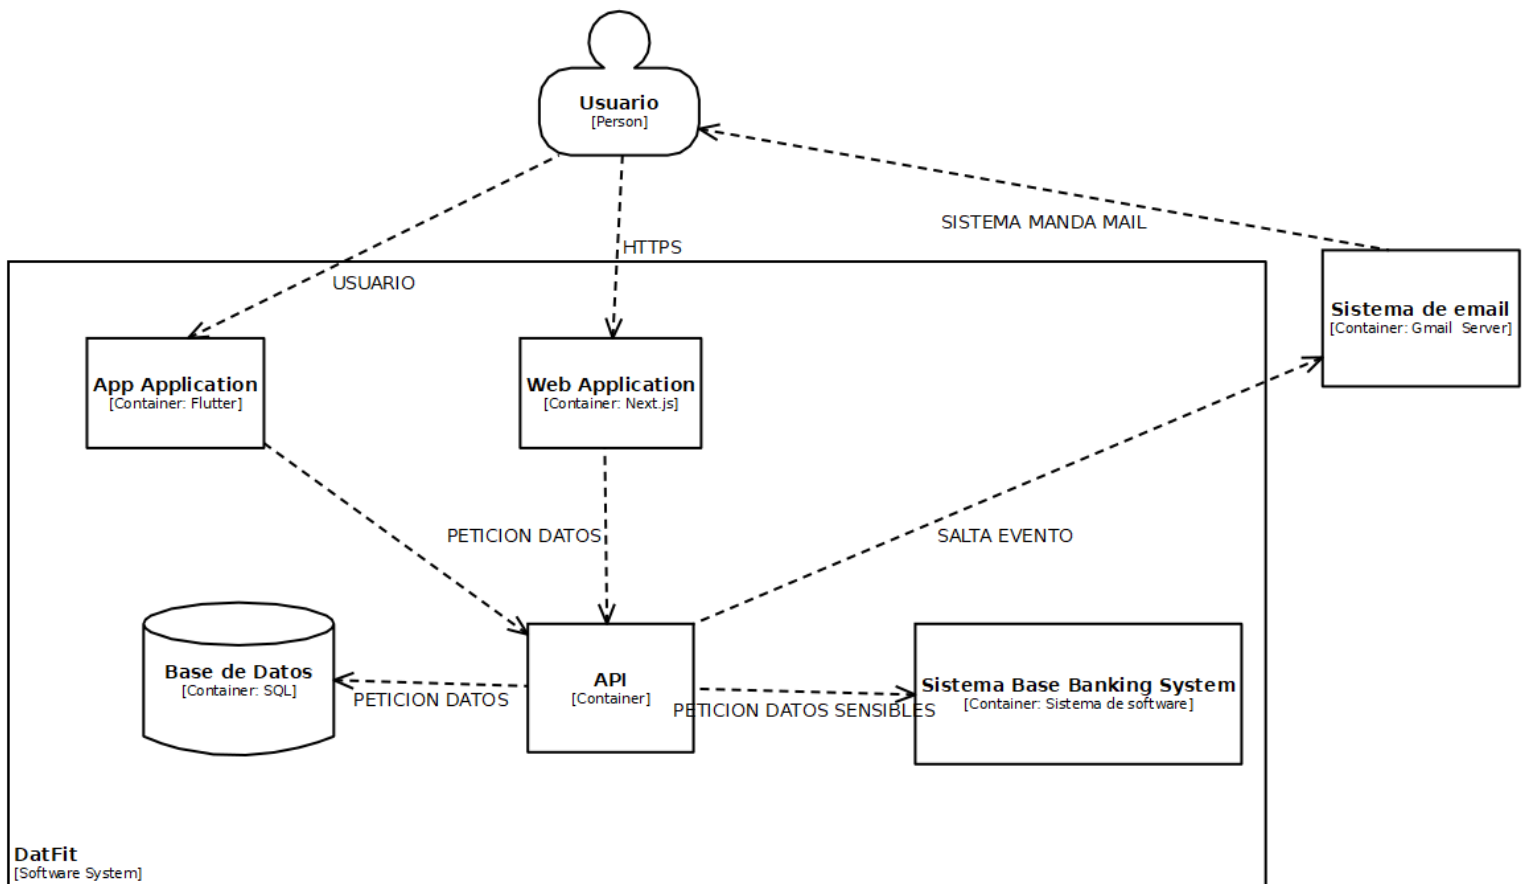 Usuario
[Person]
SISTEMA MANDA MAIL
HTTPS
USUARIO
Sistema de email
[Container: Gmail  Server]
App Application
[Container: Flutter]
Web Application
[Container: Next.js]
PETICION DATOS
SALTA EVENTO
Base de Datos
[Container: SQL]
PETICION DATOS
API
[Container]
PETICION DATOS SENSIBLES
Sistema Base Banking System
[Container: Sistema de software]
DatFit
[Software System]